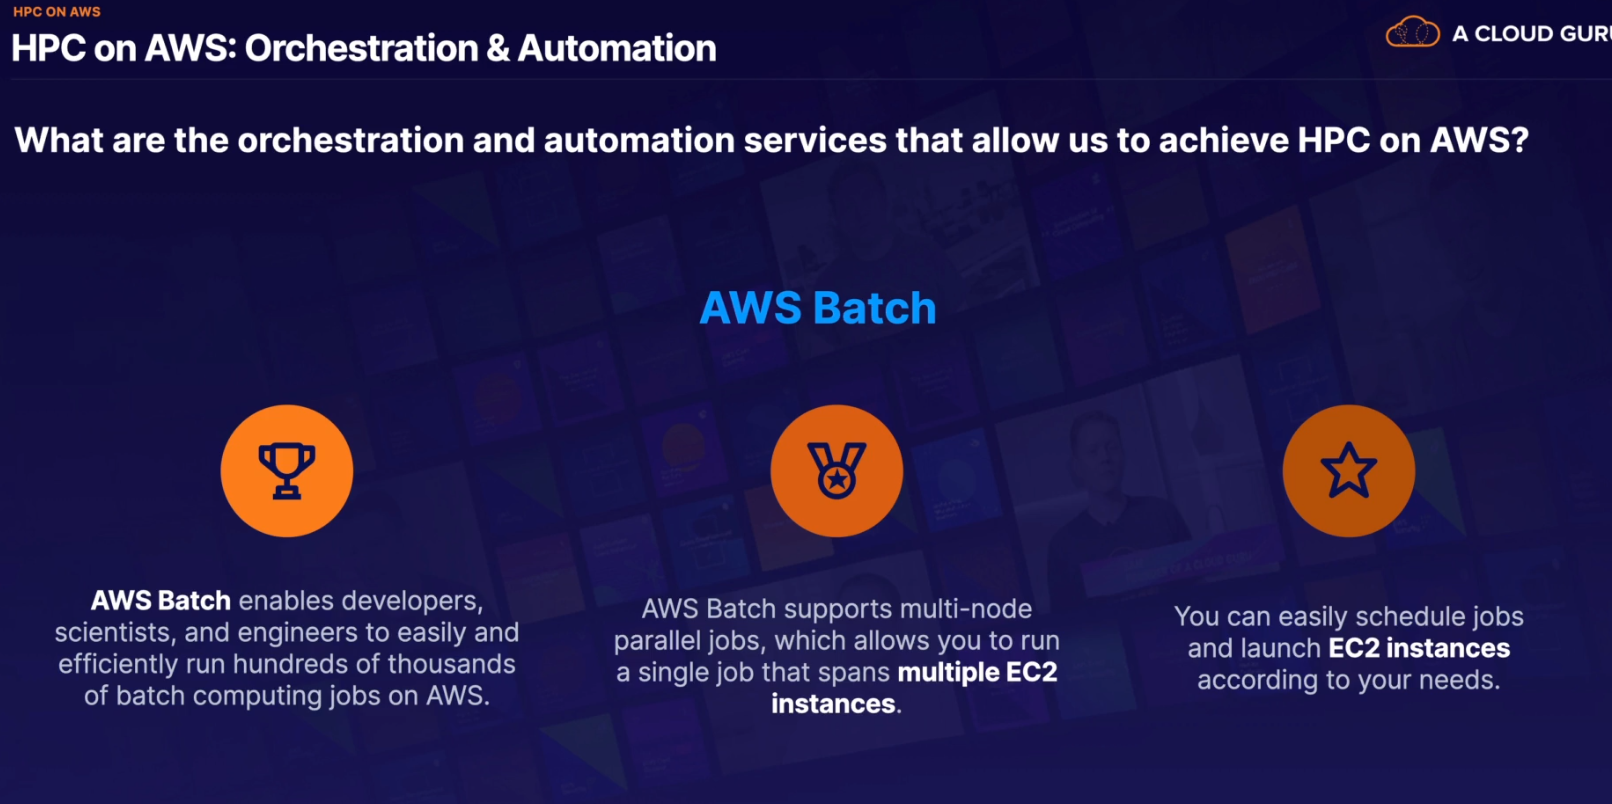 HPC ON AWS
HPC on AWS: Orchestration & Automation
A CLOUD GURU
What are the orchestration and automation services that allow us to achieve HPC on AWS?
AWS Batch
AWS Batch enables developers,
scientists, and engineers to easily and
efficiently run hundreds of thousands
of batch computing jobs on AWS.
AWS Batch supports multi-node
parallel jobs, which allows you to run
a single job that spans multiple EC2
instances.
You can easily schedule jobs
and launch EC2 instances
according to your needs.